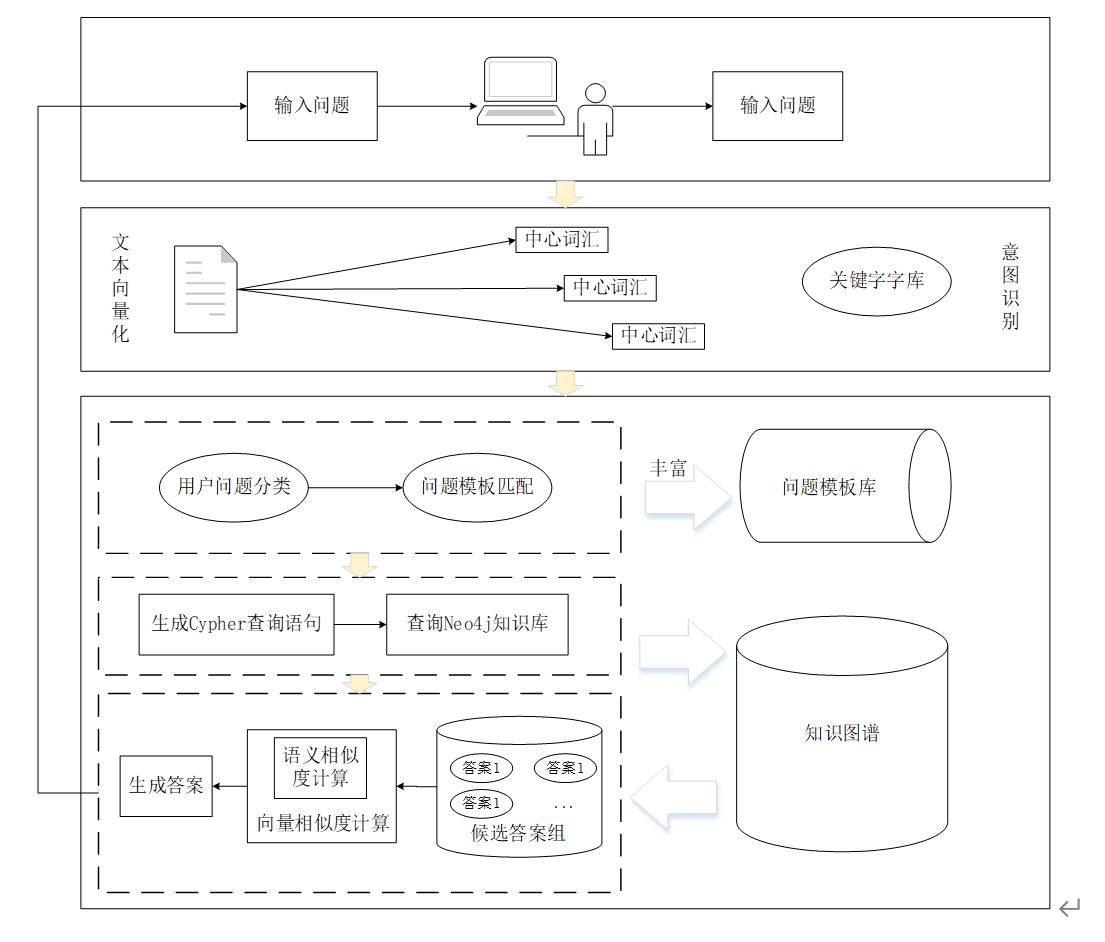 输入问题
输入问题
文本向量化
中心词汇
中心词汇
中心词汇
关键字字库
意图识别
用户问题分类
问题模板匹配
丰富
问题模板库
生成Cypher查询语句
查询Neo4j知识库
知识图谱
生成答案
语义相似
度计算
向量相似度计算
答案1
答案1
答案1
...
候选答案组